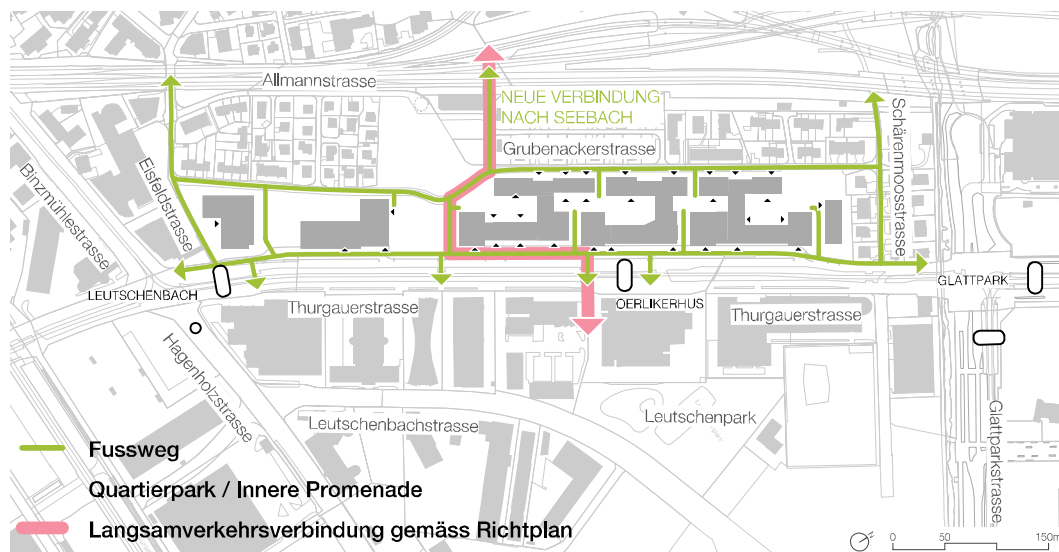 Allmannstrasse
NEUE VERBINDUNG
NACH SEEBACH
Grubenackerstrasse
Schärenmoosstrasse
Binzmühlestrasse
Eisfeldstrasse
LEUTSCHENBACH
OERLIKERHUS
GLATTPARK
Thurgauerstrasse
Thurgauerstrasse
Hagenholzstrasse
Leutschenbachstrasse
Leutschenpark
Glattparkstrasse
Fussweg
Quartierpark / Innere Promenade
Langsamverkehrsverbindung gemäss Richtplan
0 50 150m